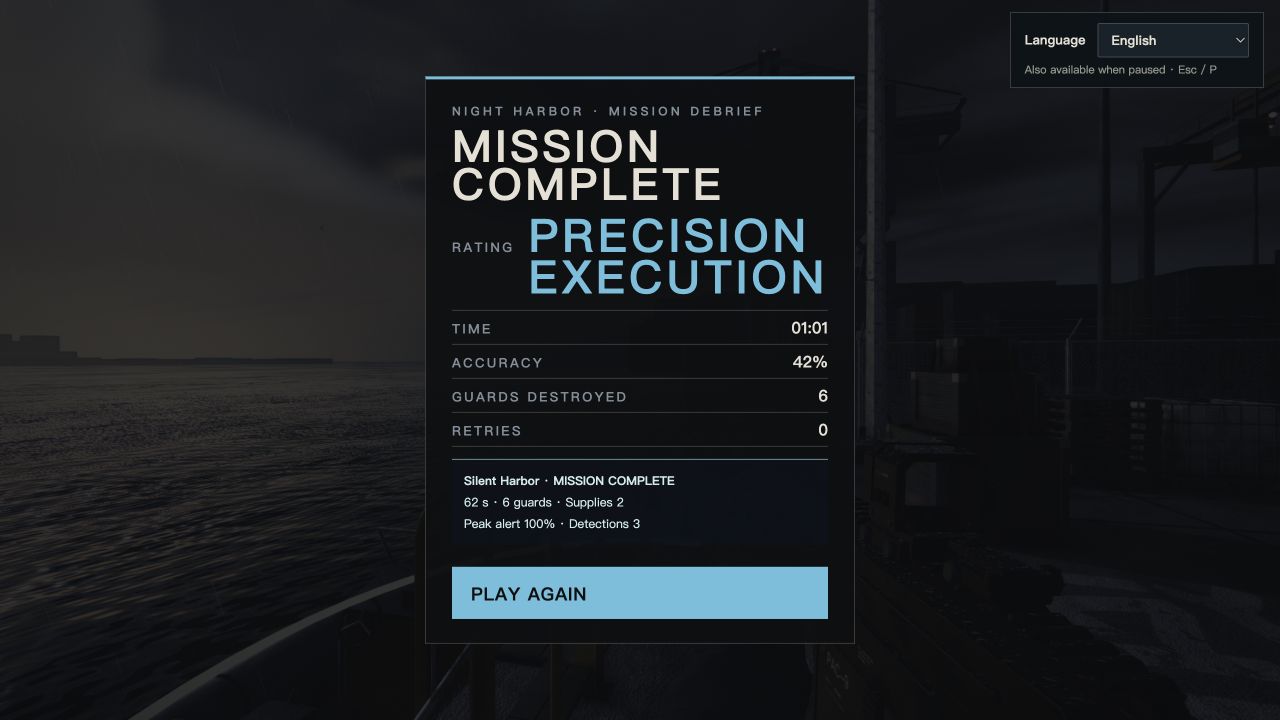 Language English
Also available when paused · Esc / P
NIGHT HARBOR · MISSION DEBRIEF
MISSION
COMPLETE
RATING PRECISION
EXECUTION
TIME 01:01
ACCURACY 42%
GUARDS DESTROYED 6
RETRIES 0
Silent Harbor · MISSION COMPLETE
62 s · 6 guards · Supplies 2
Peak alert 100% · Detections 3
PLAY AGAIN